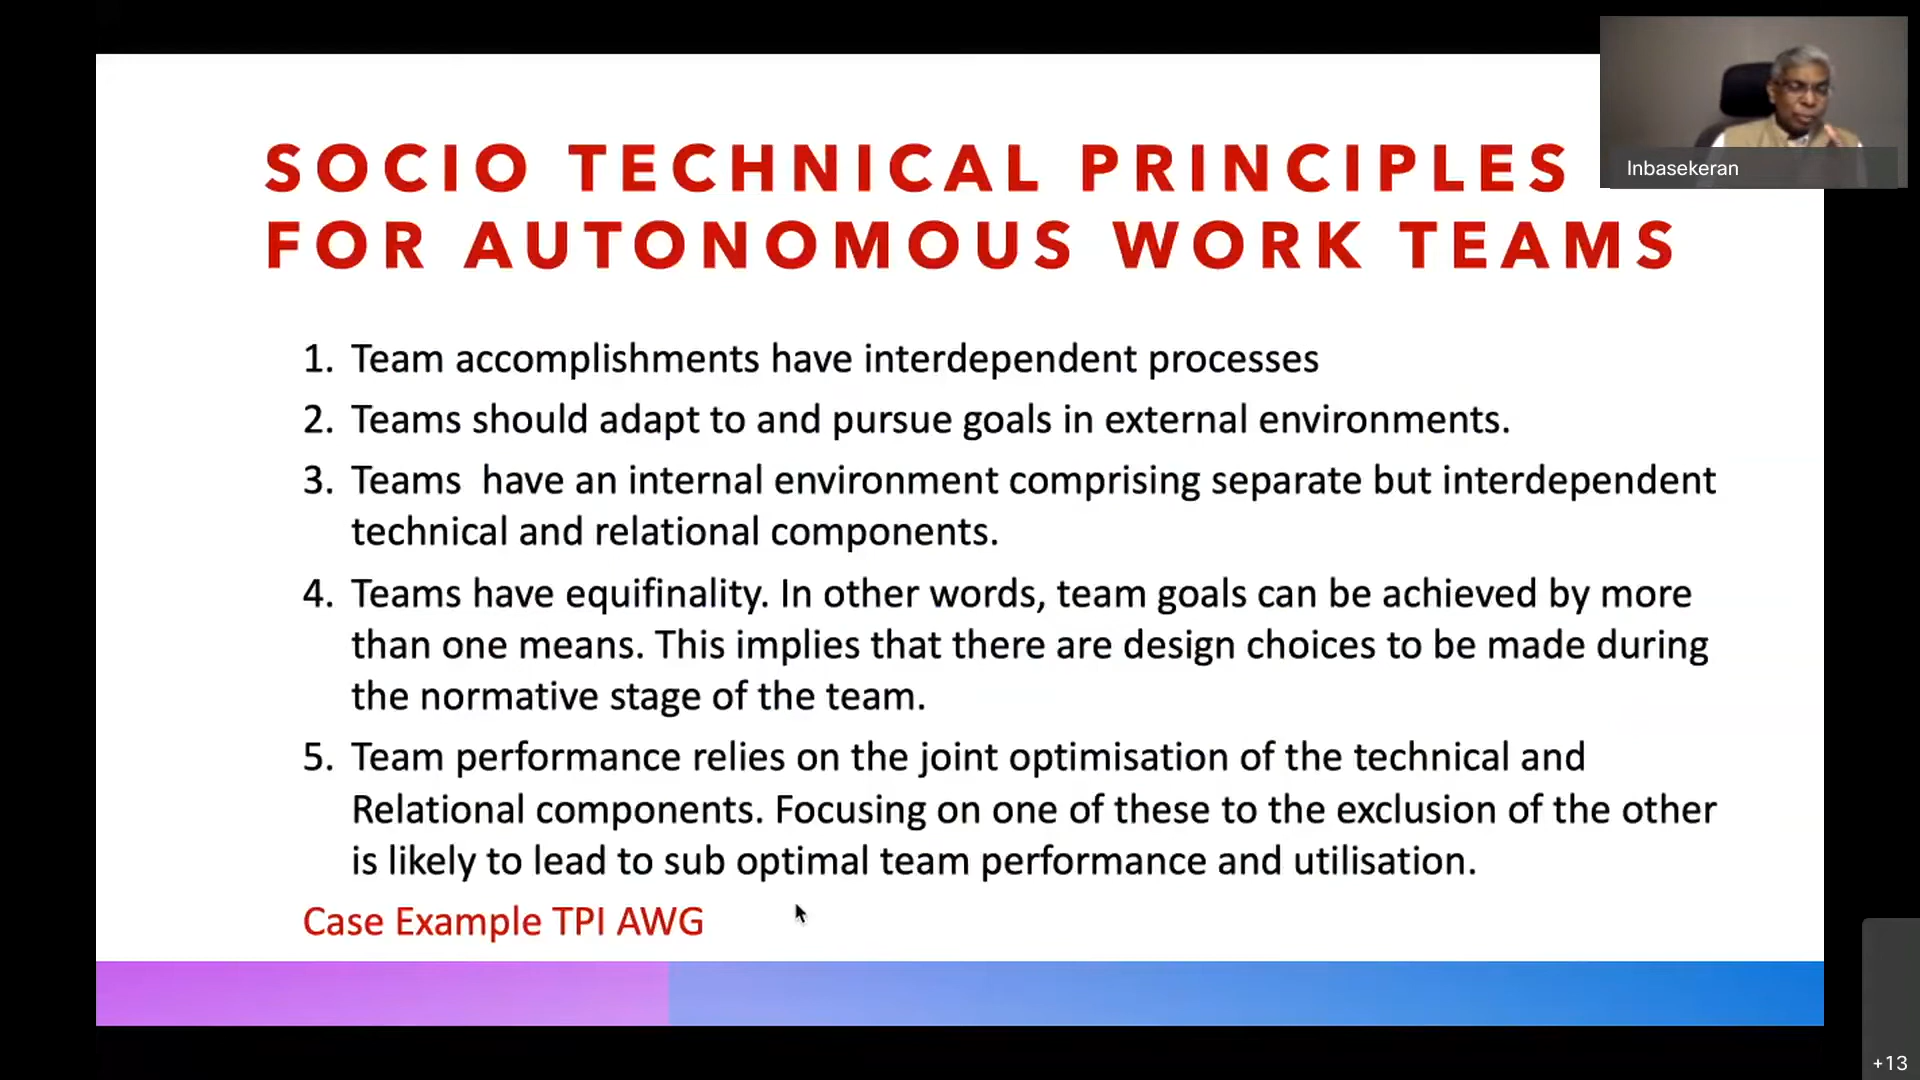 SOCIO TECHNICAL PRINCIPLES
FOR AUTONOMOUS WORK TEAMS
Inbasekeran
1. Team accomplishments have interdependent processes
2. Teams should adapt to and pursue goals in external environments.
3. Teams have an internal environment comprising separate but interdependent
technical and relational components.
4. Teams have equifinality. In other words, team goals can be achieved by more
than one means. This implies that there are design choices to be made during
the normative stage of the team.
5. Team performance relies on the joint optimisation of the technical and
Relational components. Focusing on one of these to the exclusion of the other
is likely to lead to sub optimal team performance and utilisation.
Case Example TPI AWG
+13